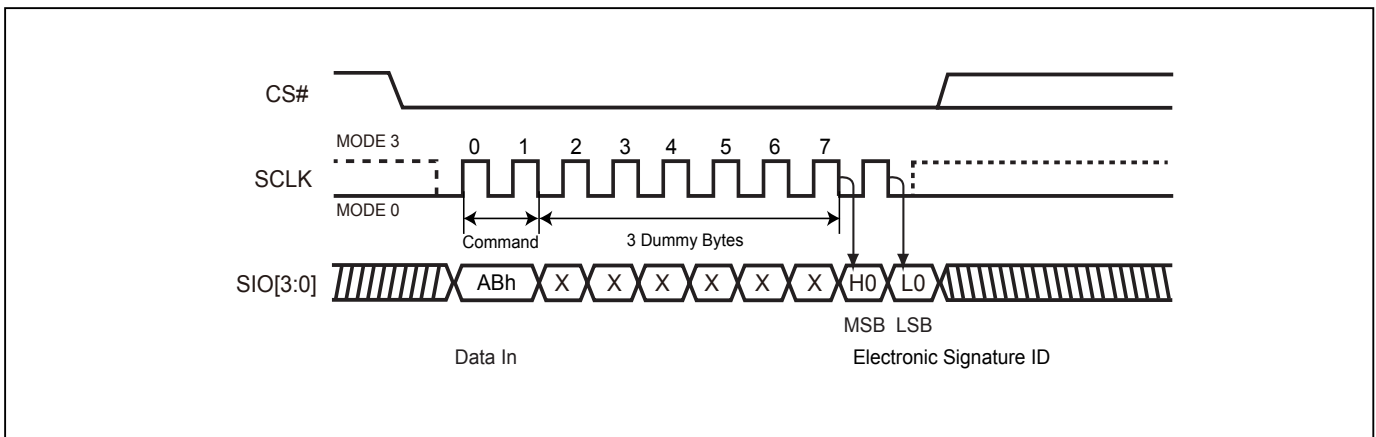 CS#
MODE 3
0 1 2 3 4 5 6 7
SCLK
MODE 0
Command 3 Dummy Bytes
SIO[3:0] ABh X X X X X X H0 L0
MSB LSB
Data In Electronic Signature ID